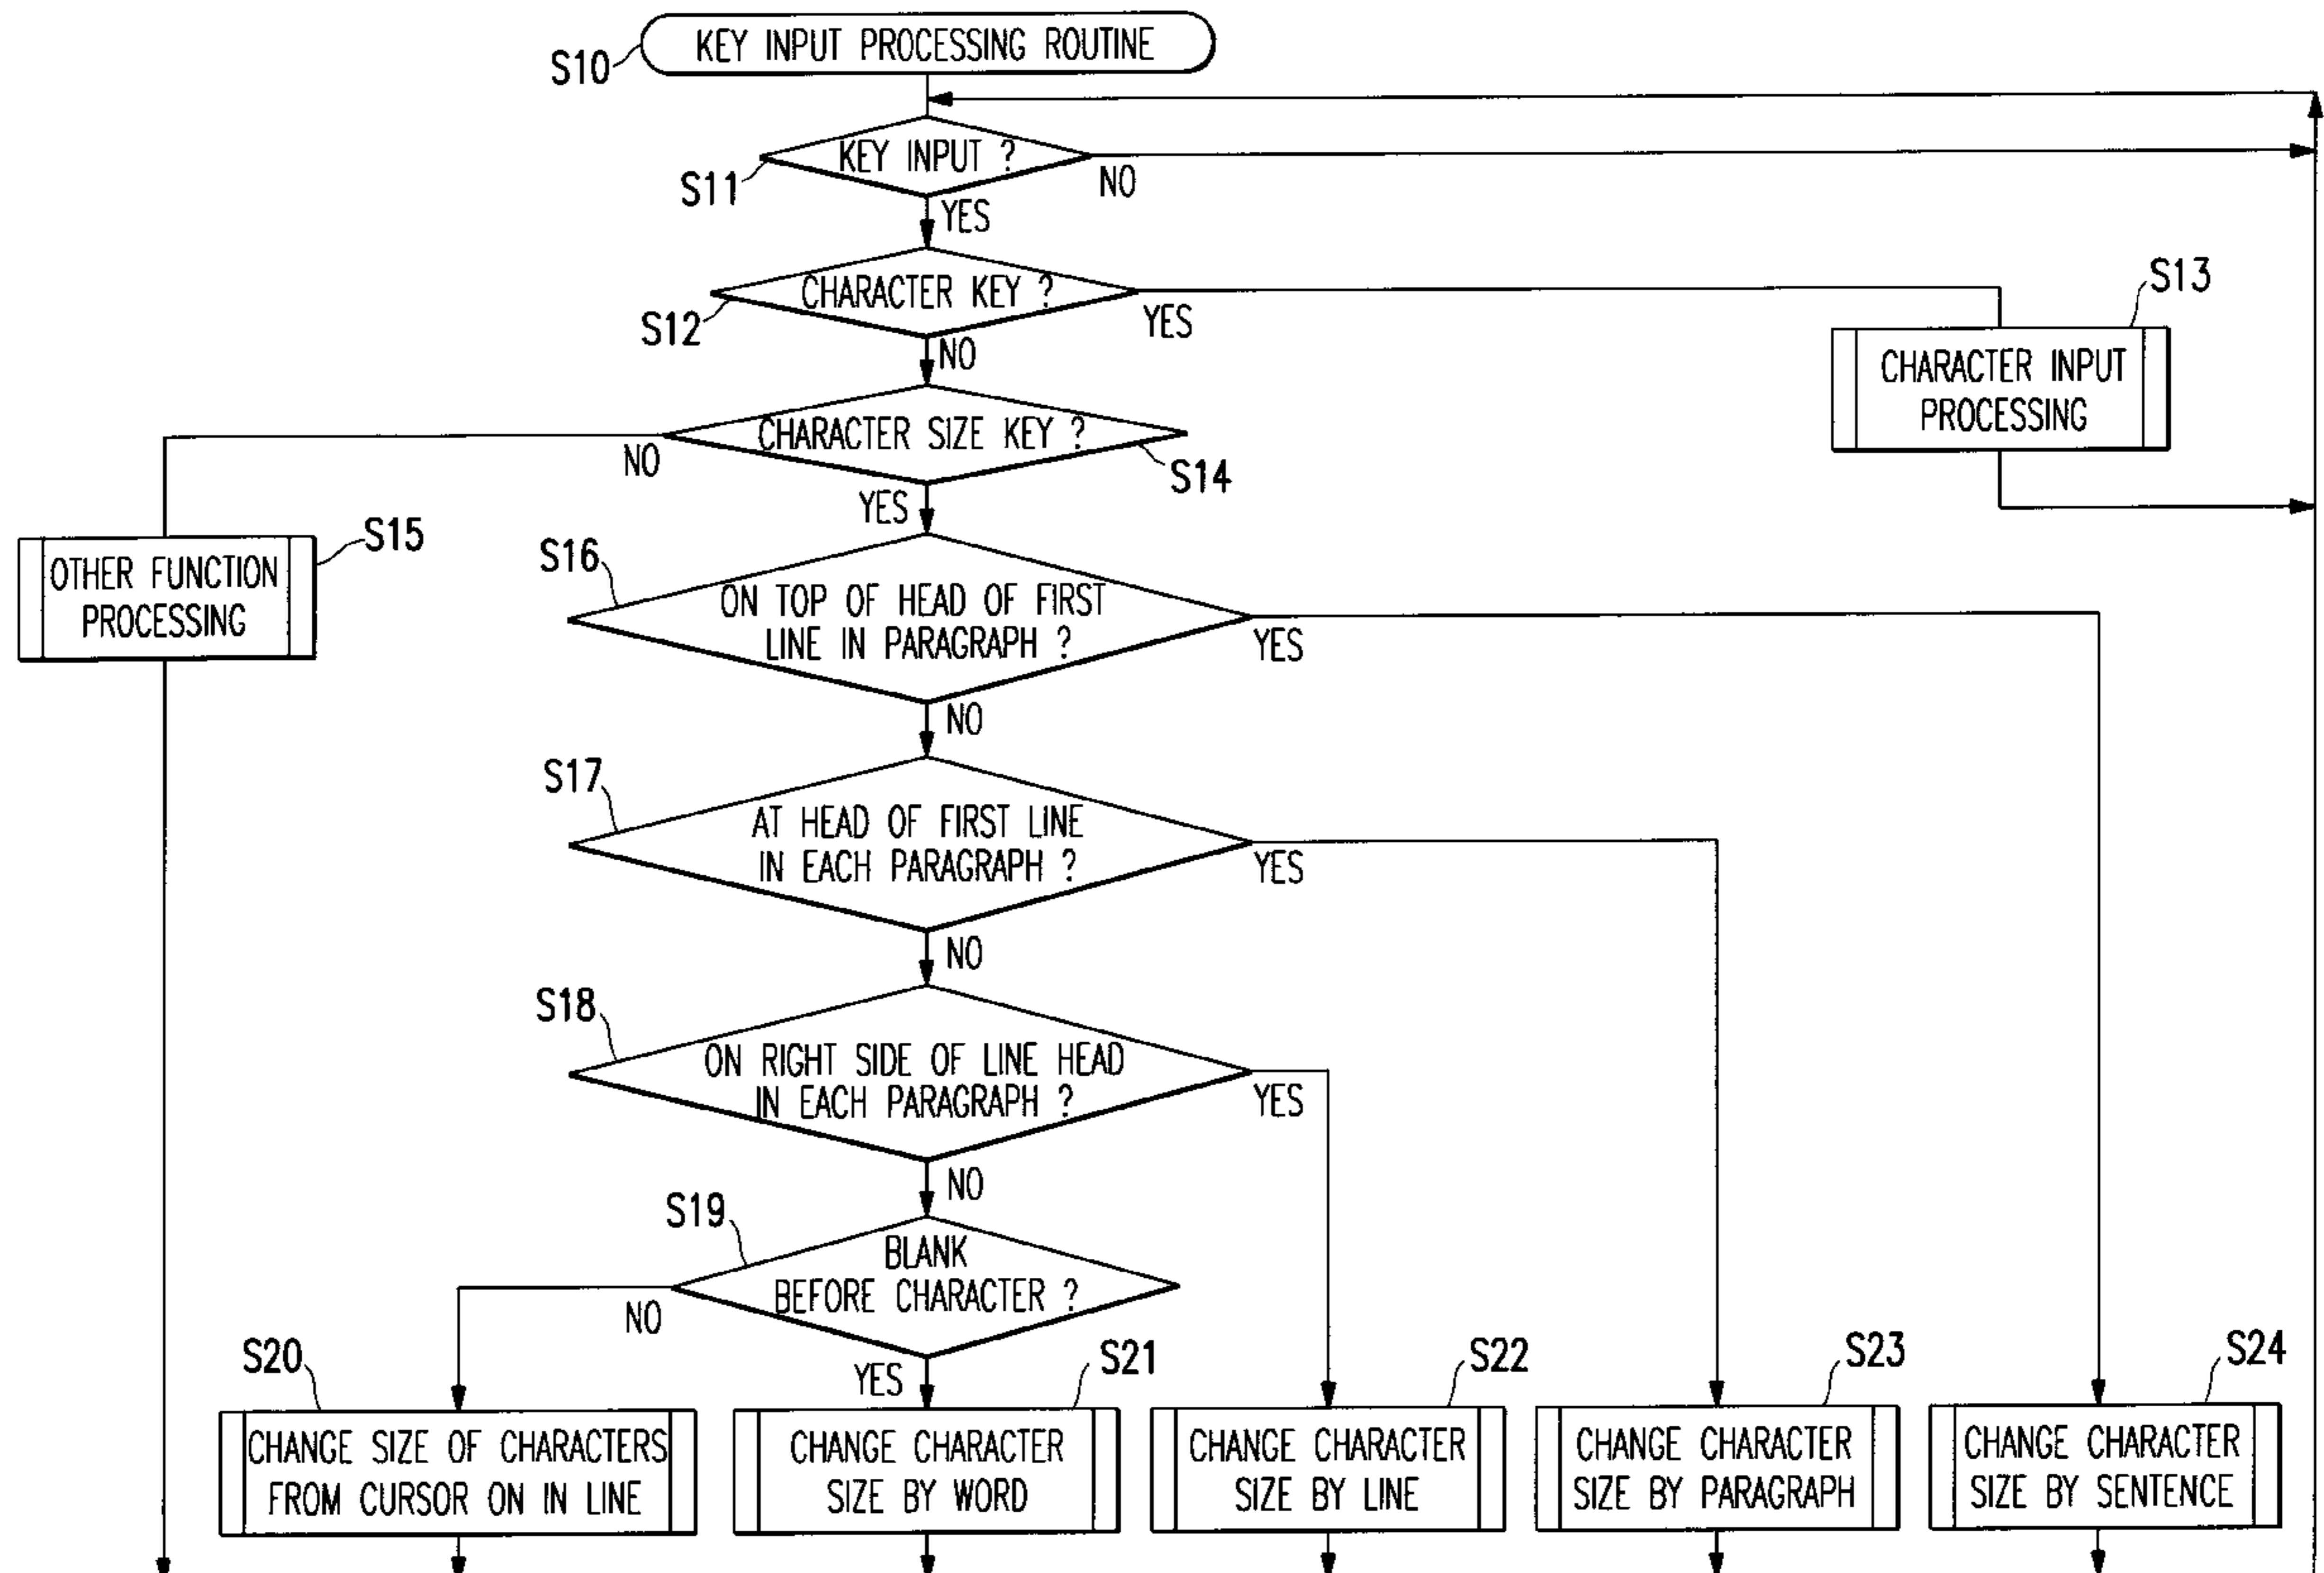 KEY INPUT PROCESSING ROUTINE
S10
KEY INPUT ?
S11
NO
YES
CHARACTER KEY ?
S12
YES
S13
CHARACTER INPUT
PROCESSING
NO
CHARACTER SIZE KEY ?
NO
S14
YES
S15
OTHER FUNCTION
PROCESSING
S16
ON TOP OF HEAD OF FIRST
LINE IN PARAGRAPH ?
YES
NO
S17
AT HEAD OF FIRST LINE
IN EACH PARAGRAPH ?
YES
NO
S18
ON RIGHT SIDE OF LINE HEAD
IN EACH PARAGRAPH ?
YES
NO
S19
BLANK
BEFORE CHARACTER ?
NO
YES
S20
CHANGE SIZE OF CHARACTERS
FROM CURSOR ON IN LINE
S21
CHANGE CHARACTER
SIZE BY WORD
S22
CHANGE CHARACTER
SIZE BY LINE
S23
CHANGE CHARACTER
SIZE BY PARAGRAPH
S24
CHANGE CHARACTER
SIZE BY SENTENCE